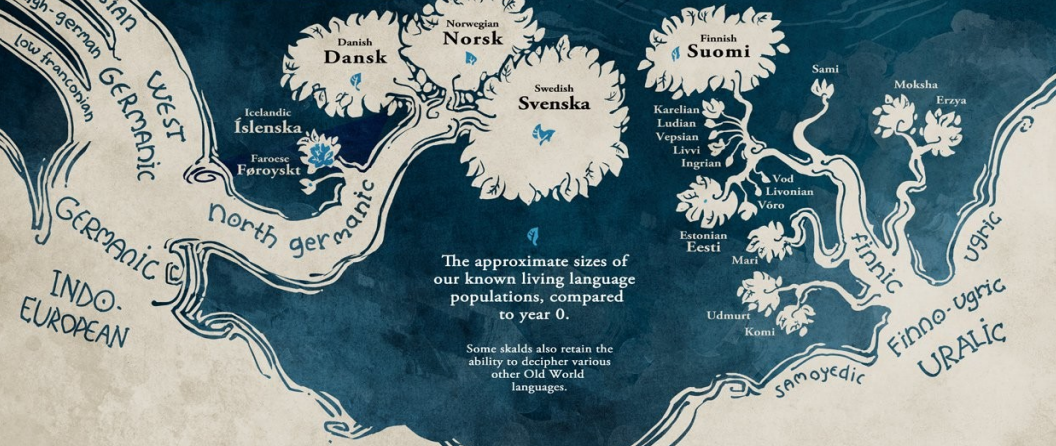 high-german
low franconian
GERMANIC
WEST
GERMANIC
INDO-
EUROPEAN
north germanic
Danish
Dansk
Norwegian
Norsk
Swedish
Svenska
Icelandic
Íslenska
Faroese
Føroyskt
The approximate sizes of
our known living language
populations, compared
to year 0.
Some skalds also retain the
ability to decipher various
other Old World
languages.
Finnish
Suomi
Sami
Moksha
Erzya
Karelian
Ludian
Vepsian
Livvi
Ingrian
Vod
Livonian
Võro
Estonian
Eesti
Mari
Udmurt
Komi
finnic
ugric
Finno-ugric
URALIC
samoyedic